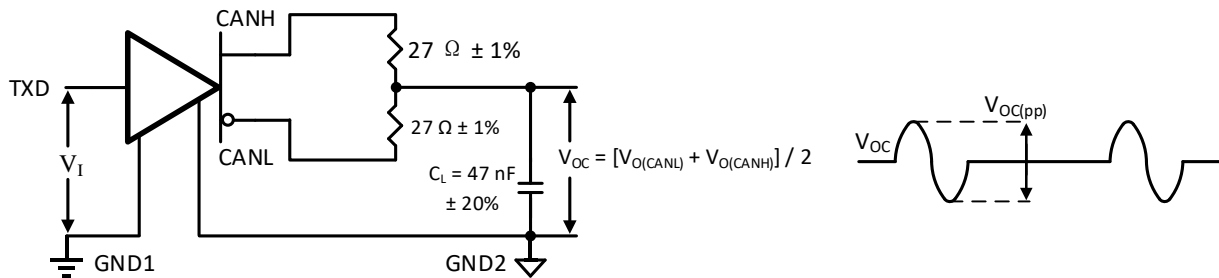 CANH
27 Ω ± 1%
TXD
27 Ω ± 1%
V_I
CANL
V_OC = [V_O(CANL) + V_O(CANH)] / 2
C_L = 47 nF
± 20%
GND1
GND2
V_OC(pp)
V_OC